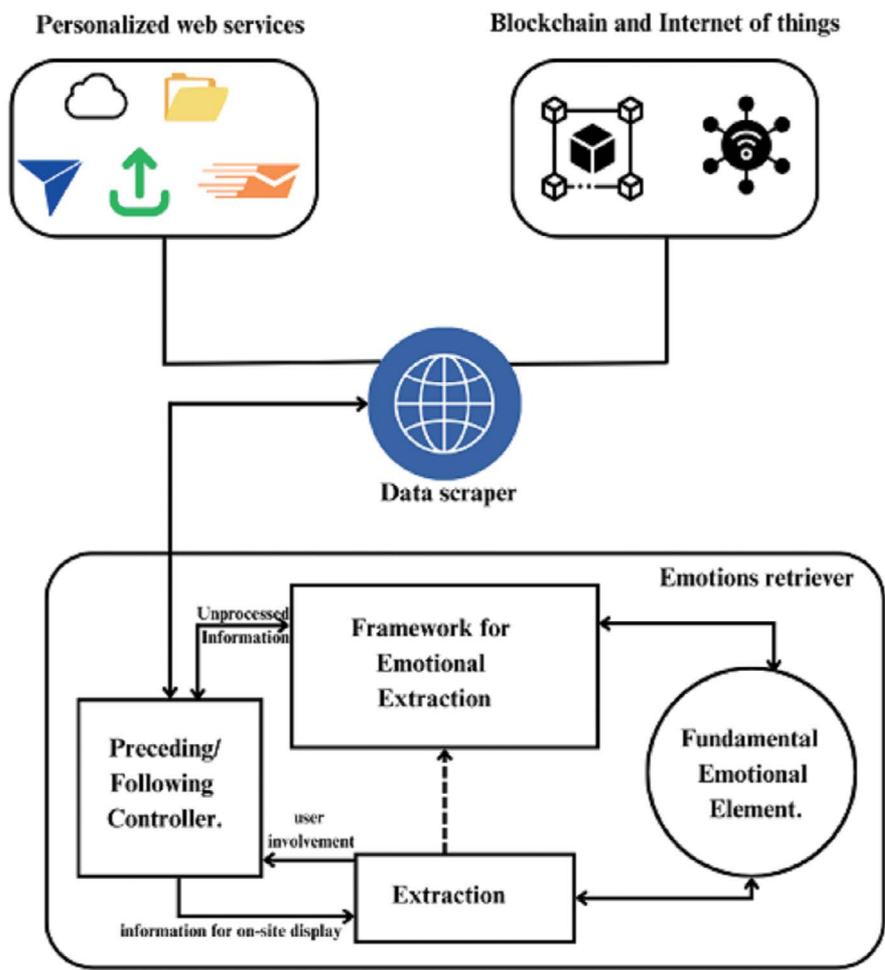 Personalized web services
Blockchain and Internet of things
Data scraper
Emotions retriever
Unprocessed
Information
Framework for
Emotional
Extraction
Preceding/
Following
Controller.
Fundamental
Emotional
Element.
user
involvement
Extraction
information for on-site display